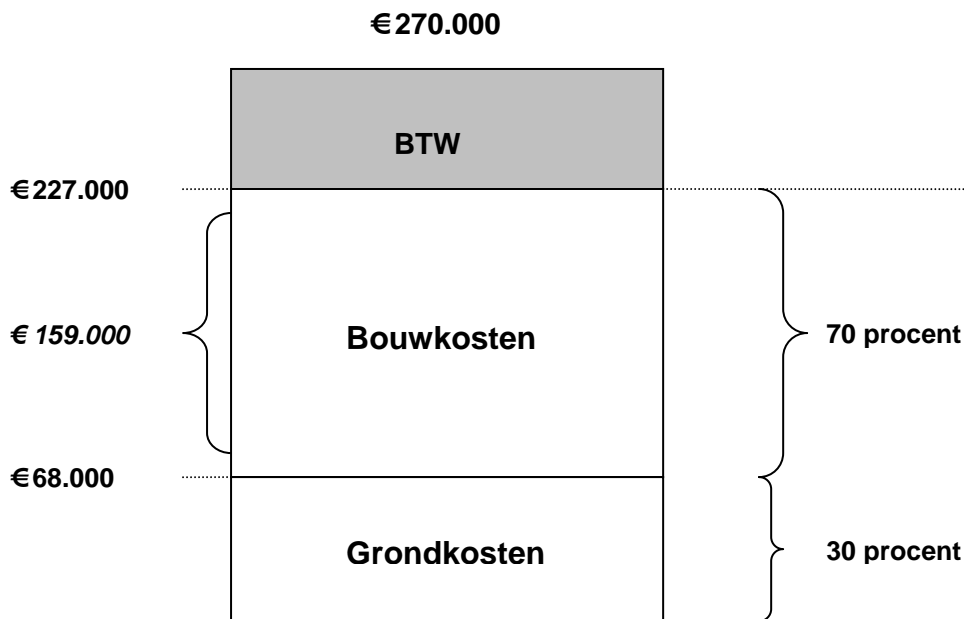 €270.000
BTW
€227.000
€ 159.000
Bouwkosten
70 procent
€68.000
Grondkosten
30 procent